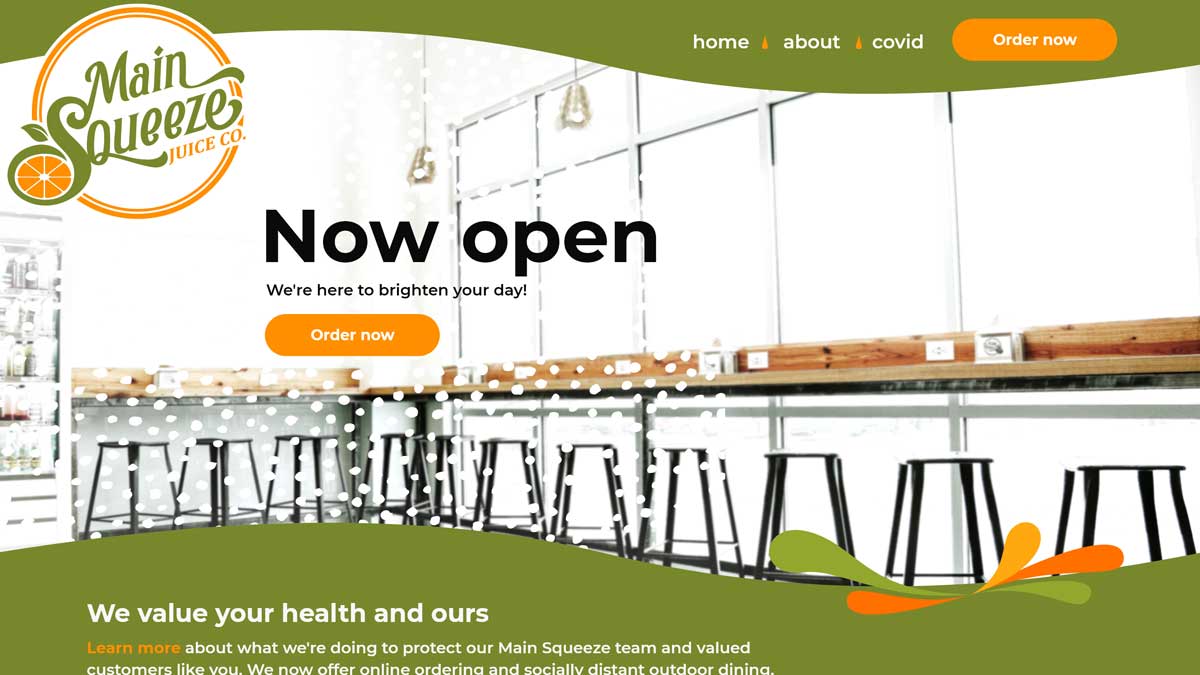 Main
Squeeze
JUICE CO.
home about covid Order now
Now open
We're here to brighten your day!
Order now
We value your health and ours
Learn more about what we're doing to protect our Main Squeeze team and valued
customers like you. We now offer online ordering and socially distant outdoor dining.